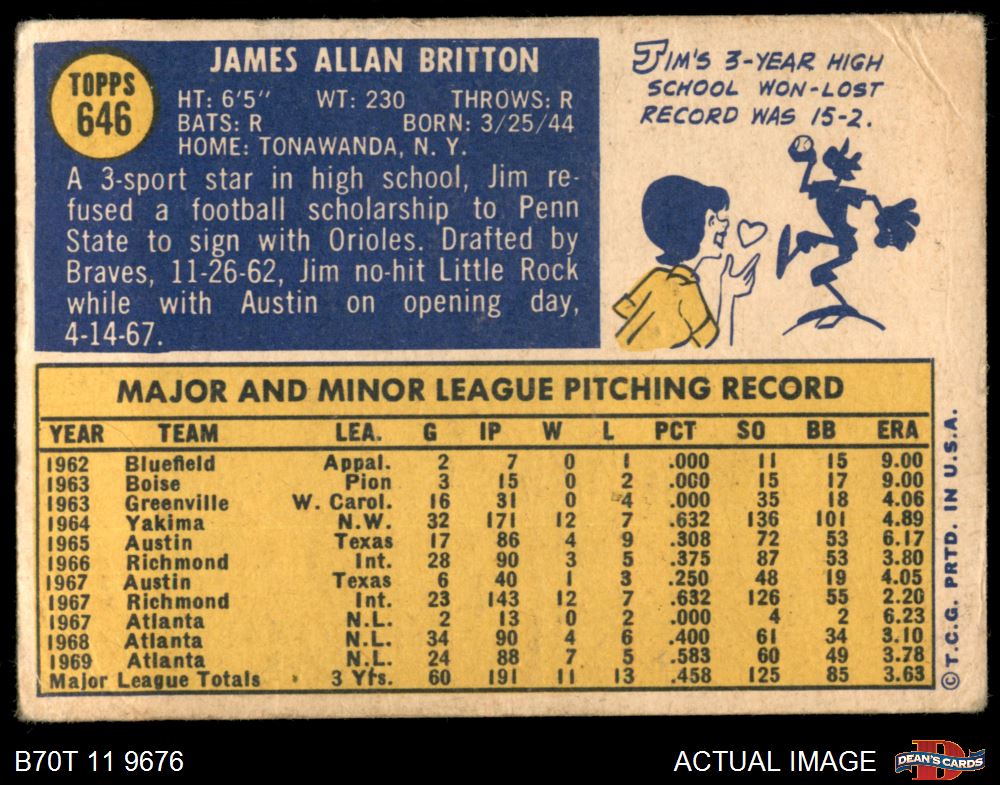 TOPPS
646
JAMES ALLAN BRITTON
HT: 6'5" WT: 230 THROWS: R
BATS: R BORN: 3/25/44
HOME: TONAWANDA, N. Y.
A 3-sport star in high school, Jim re-
fused a football scholarship to Penn
State to sign with Orioles. Drafted by
Braves, 11-26-62, Jim no-hit Little Rock
while with Austin on opening day,
4-14-67.
JIM'S 3-YEAR HIGH
SCHOOL WON-LOST
RECORD WAS 15-2.
MAJOR AND MINOR LEAGUE PITCHING RECORD
YEAR TEAM LEA. G IP W L PCT SO BB ERA
1962 Bluefield Appal. 2 7 0 1 .000 11 15 9.00
1963 Boise Pion 3 15 0 2 .000 15 17 9.00
1963 Greenville W. Carol. 16 31 0 4 .000 35 18 4.06
1964 Yakima N.W. 32 171 12 7 .632 136 101 4.89
1965 Austin Texas 17 86 4 9 .308 72 53 6.17
1966 Richmond Int. 28 90 3 5 .375 87 53 3.80
1967 Austin Texas 6 40 1 3 .250 48 19 4.05
1967 Richmond Int. 23 143 12 7 .632 126 55 2.20
1967 Atlanta N.L. 2 13 0 2 .000 4 2 6.23
1968 Atlanta N.L. 34 90 4 6 .400 61 34 3.10
1969 Atlanta N.L. 24 88 7 5 .583 60 49 3.78
Major League Totals 3 Yrs. 60 191 11 13 .458 125 85 3.63
© T.C.G. PRTD. IN U.S.A.
B70T 11 9676
ACTUAL IMAGE
DEAN'S CARDS